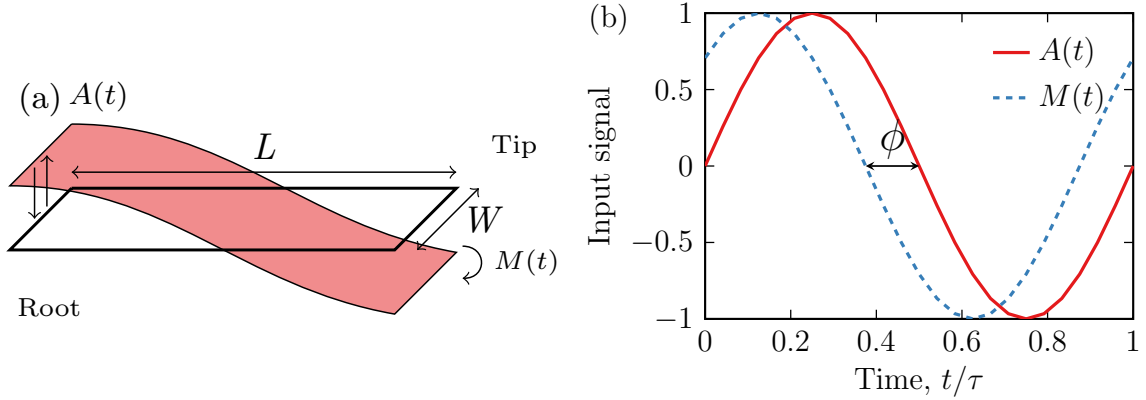 (a) A(t)
L
Tip
W
M(t)
Root
(b)
1
0.5
0
−0.5
−1
Input signal
A(t)
M(t)
ϕ
0 0.2 0.4 0.6 0.8 1
Time, t/τ